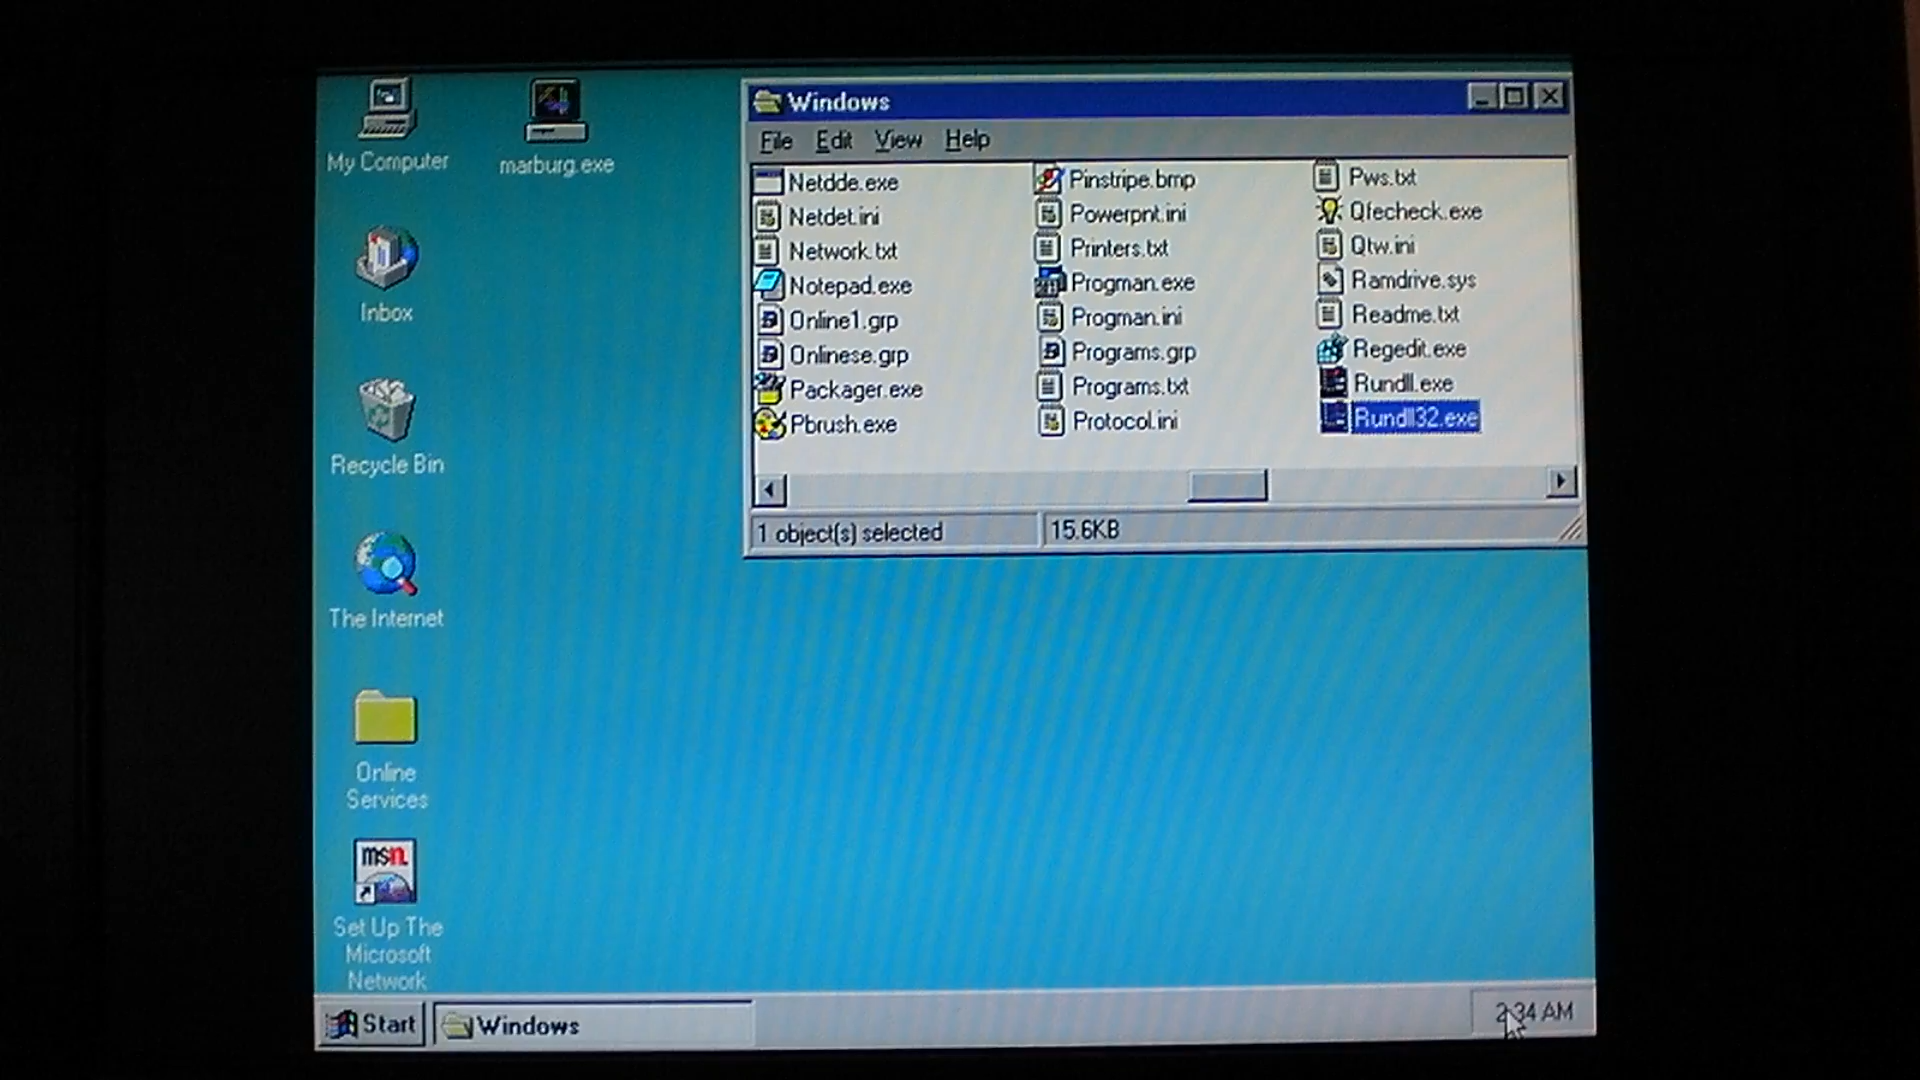 My Computer
marburg.exe
Inbox
Recycle Bin
The Internet
Online
Services
msn.
Set Up The
Microsoft
Network
Windows
File Edit View Help
Netdde.exe
Netdet.ini
Network.txt
Notepad.exe
Online1.grp
Onlinese.grp
Packager.exe
Pbrush.exe
Pinstripe.bmp
Powerpnt.ini
Printers.txt
Progman.exe
Progman.ini
Programs.grp
Programs.txt
Protocol.ini
Pws.txt
Qfecheck.exe
Qtw.ini
Ramdrive.sys
Readme.txt
Regedit.exe
Rundll.exe
Rundll32.exe
1 object(s) selected 15.6KB
Start Windows 2:34 AM